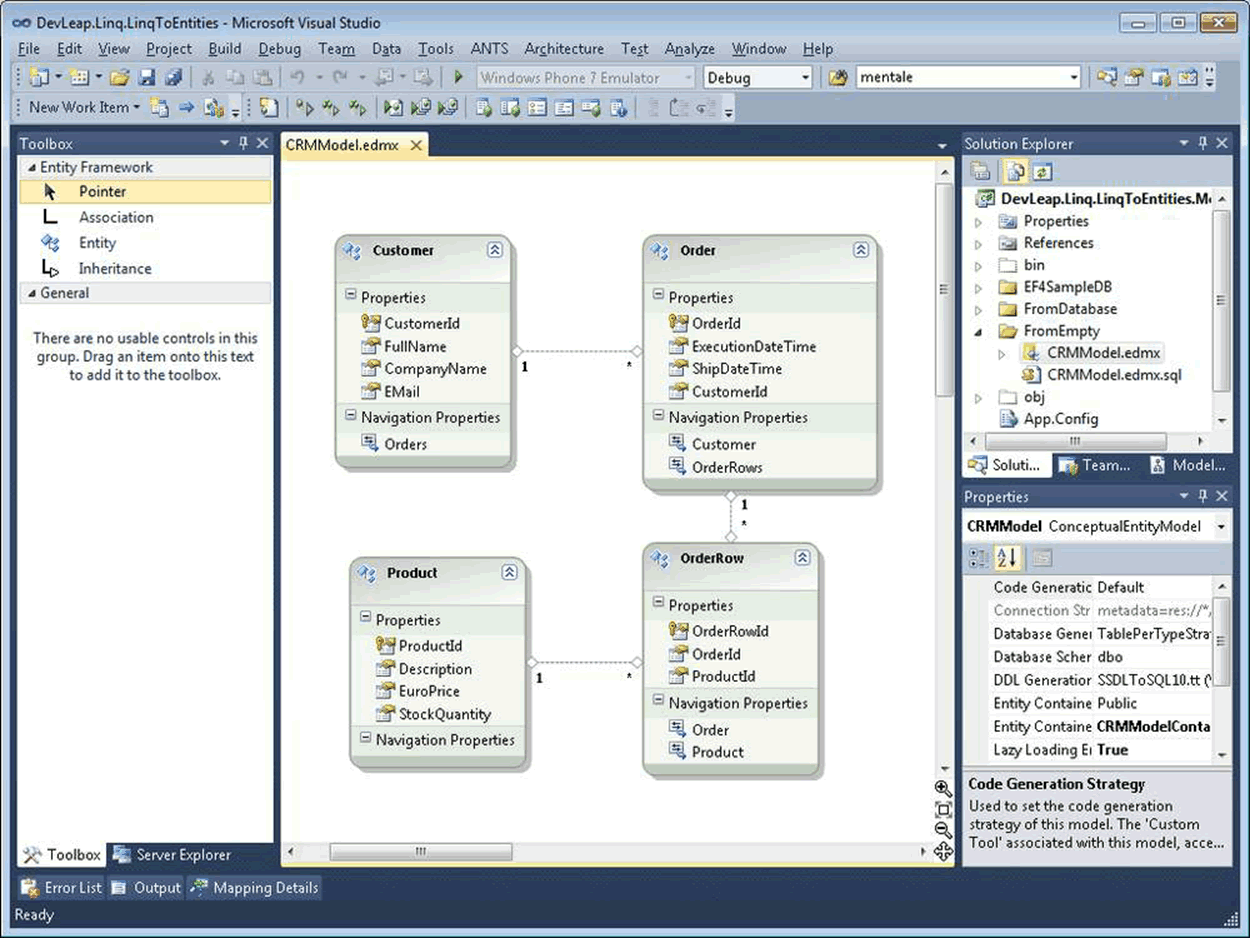 DevLeap.Linq.LinqToEntities - Microsoft Visual Studio
File Edit View Project Build Debug Team Data Tools ANTS Architecture Test Analyze Window Help
Windows Phone 7 Emulator Debug mentale
New Work Item
Toolbox
Entity Framework
Pointer
Association
Entity
Inheritance
General
There are no usable controls in this
group. Drag an item onto this text
to add it to the toolbox.
Toolbox Server Explorer
CRMModel.edmx
Customer
Properties
CustomerId
FullName
CompanyName
EMail
Navigation Properties
Orders
1
*
Order
Properties
OrderId
ExecutionDateTime
ShipDateTime
CustomerId
Navigation Properties
Customer
OrderRows
1
*
Product
Properties
ProductId
Description
EuroPrice
StockQuantity
Navigation Properties
1
*
OrderRow
Properties
OrderRowId
OrderId
ProductId
Navigation Properties
Order
Product
Solution Explorer
DevLeap.Linq.LinqToEntities.M
Properties
References
bin
EF4SampleDB
FromDatabase
FromEmpty
CRMModel.edmx
CRMModel.edmx.sql
obj
App.Config
Soluti... Team... Model...
Properties
CRMModel ConceptualEntityModel
Code Generatic Default
Connection Str metadata=res://*,
Database Gener TablePerTypeStra
Database Scher dbo
DDL Generation SSDLToSQL10.tt (V
Entity Containe Public
Entity Containe CRMModelConta
Lazy Loading Er True
Code Generation Strategy
Used to set the code generation
strategy of this model. The 'Custom
Tool' associated with this model, acce...
Error List Output Mapping Details
Ready